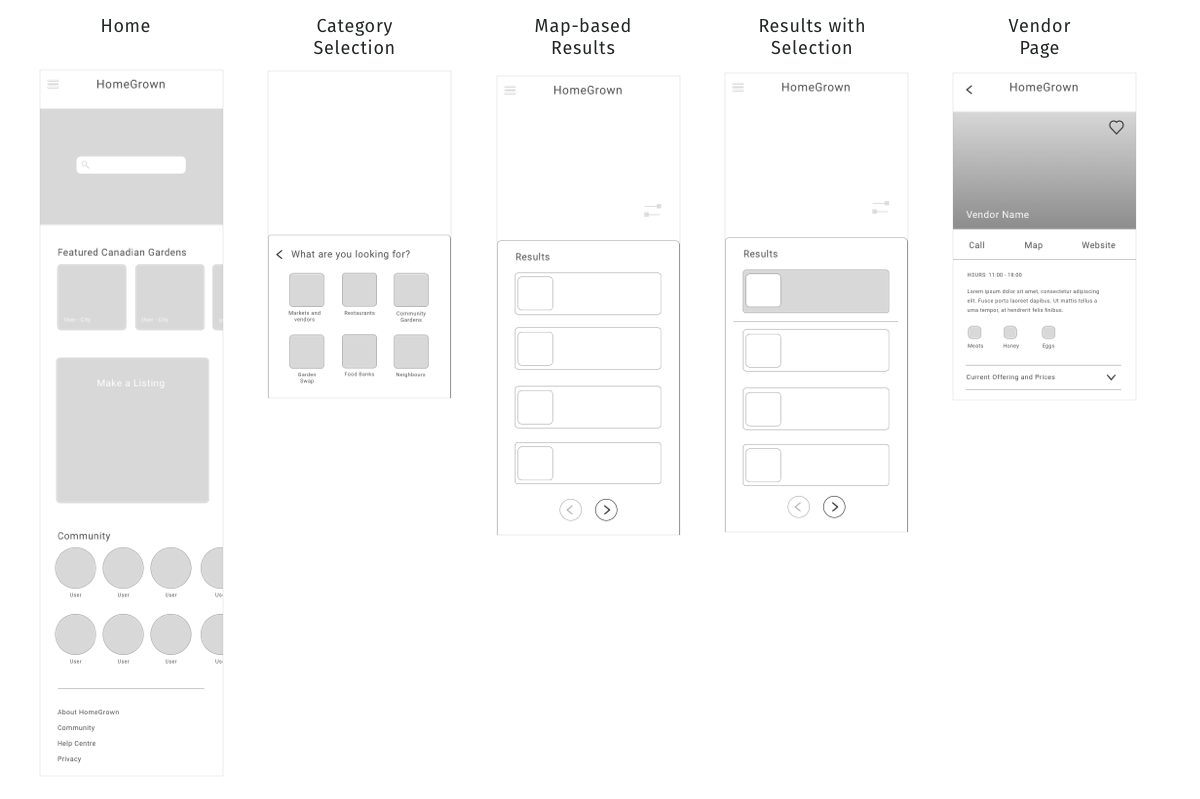 Home
HomeGrown
Featured Canadian Gardens
User - City
User - City
Make a Listing
Community
User
User
User
Us
User
User
User
Us
About HomeGrown
Community
Help Centre
Privacy
Category
Selection
What are you looking for?
Markets and
vendors
Restaurants
Community
Gardens
Garden
Swap
Food Banks
Neighbours
Map-based
Results
HomeGrown
Results
Results with
Selection
HomeGrown
Results
Vendor
Page
HomeGrown
Vendor Name
Call Map Website
HOURS: 11:00 - 18:00
Lorem ipsum dolor sit amet, consectetur adipiscing
elit. Fusce porta laoreet dapibus. Ut mattis tellus a
urna tempor, at hendrerit felis finibus.
Meats Honey Eggs
Current Offering and Prices